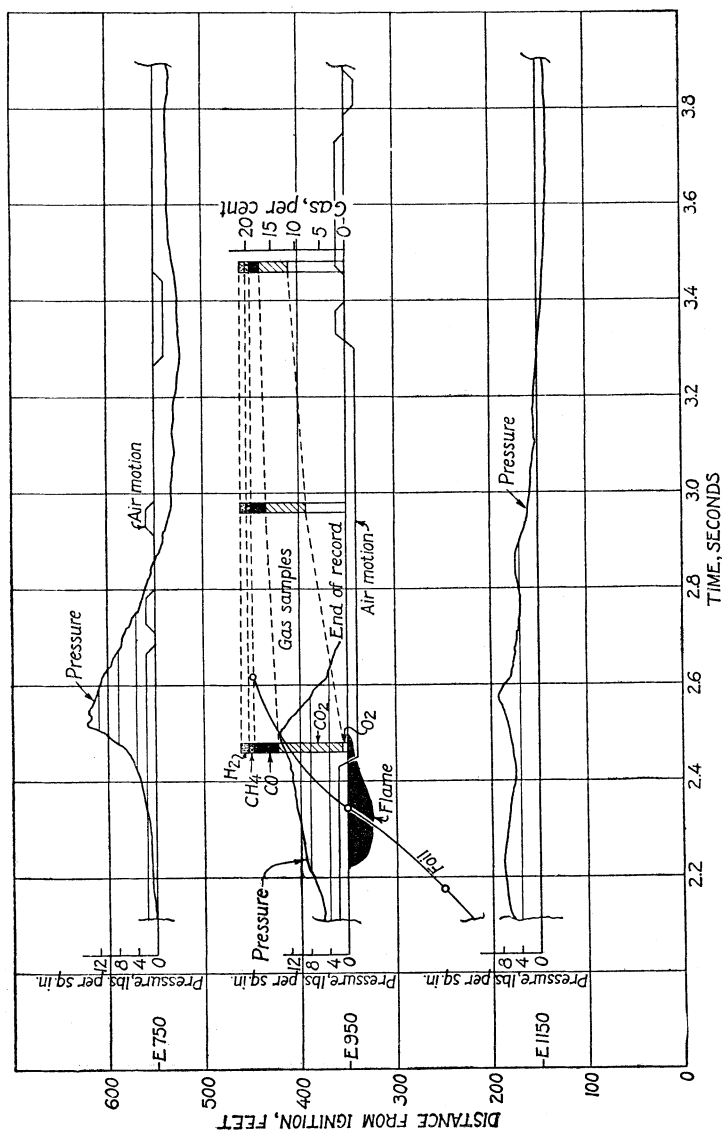 DISTANCE FROM IGNITION, FEET
600
500
400
300
200
100
0
E 750
E 950
E 1150
Pressure, lbs. per sq. in.
12
8
4
0
Pressure, lbs. per sq. in.
12
8
4
0
Pressure, lbs. per sq. in.
8
4
0
Pressure
Air motion
H2
CH4
CO
CO2
O2
Gas samples
End of record
Air motion
Pressure
Flame
Foil
Gas, per cent
20
15
10
5
0
Pressure
2.2
2.4
2.6
2.8
3.0
3.2
3.4
3.6
3.8
TIME, SECONDS